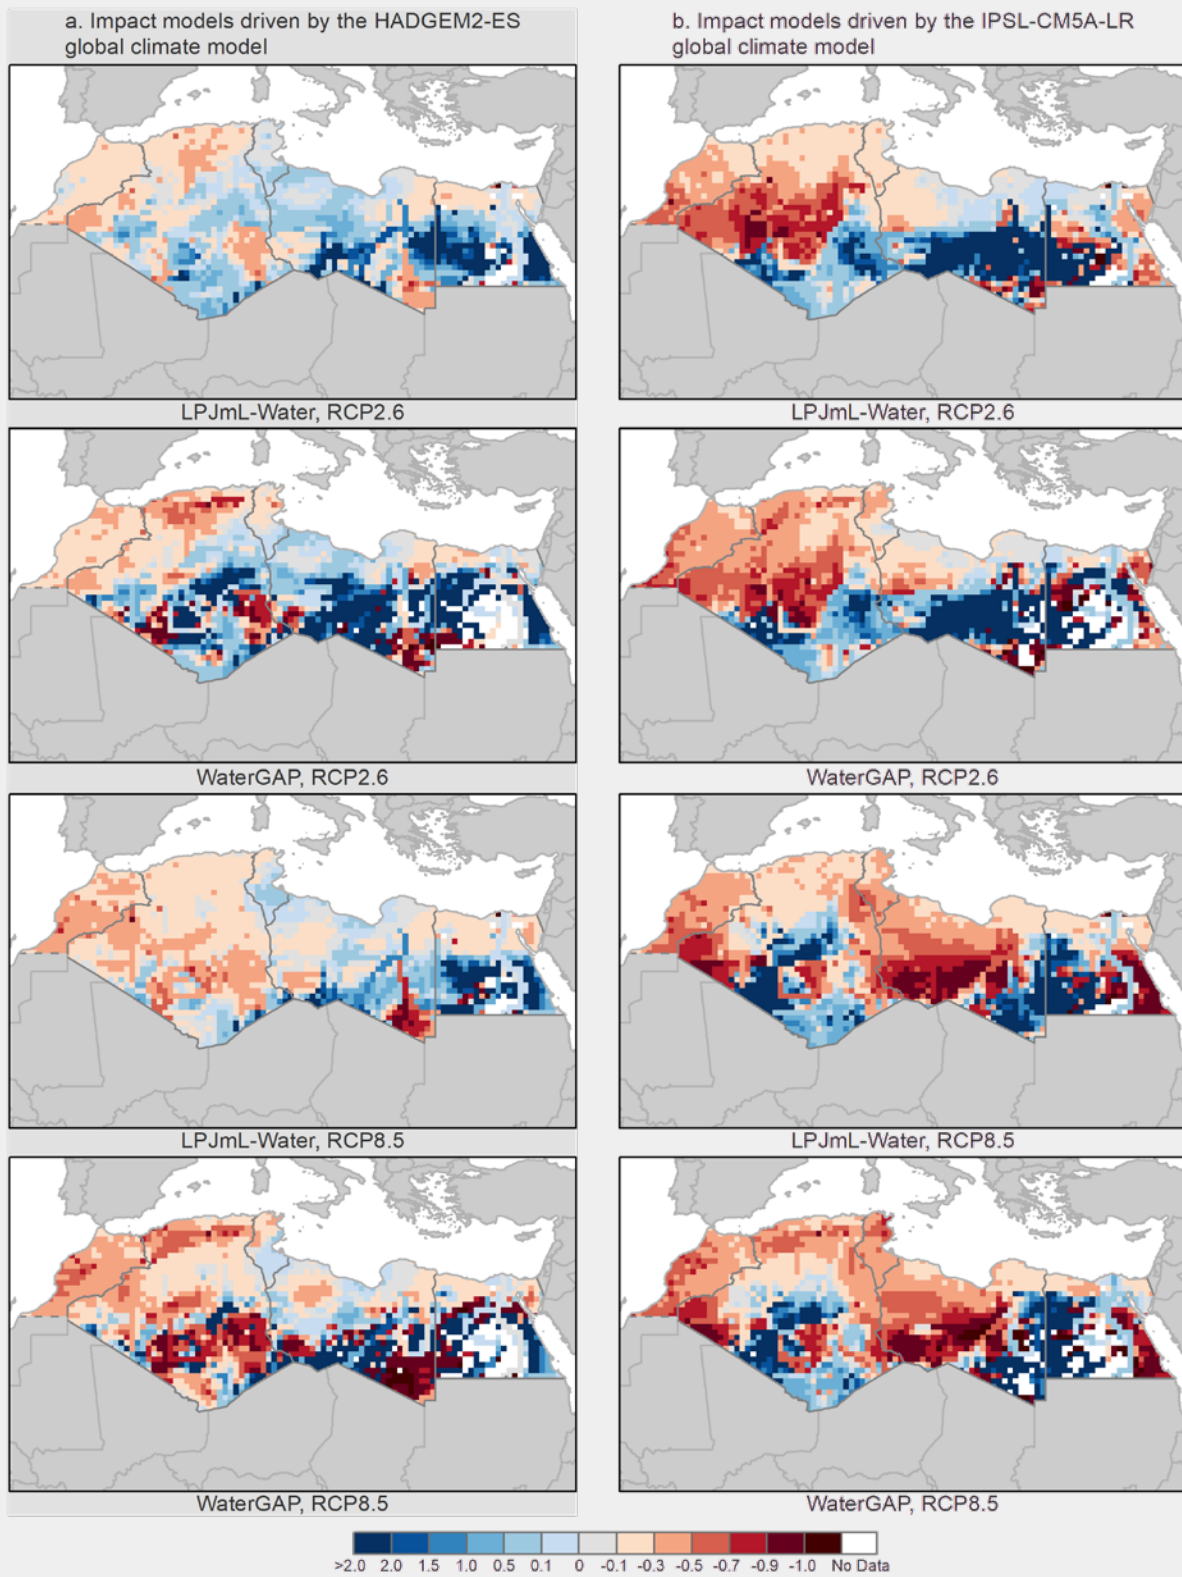 a. Impact models driven by the HADGEM2-ES
global climate model
b. Impact models driven by the IPSL-CM5A-LR
global climate model
LPJmL-Water, RCP2.6
LPJmL-Water, RCP2.6
WaterGAP, RCP2.6
WaterGAP, RCP2.6
LPJmL-Water, RCP8.5
LPJmL-Water, RCP8.5
WaterGAP, RCP8.5
WaterGAP, RCP8.5
>2.0 2.0 1.5 1.0 0.5 0.1 0 -0.1 -0.3 -0.5 -0.7 -0.9 -1.0 No Data